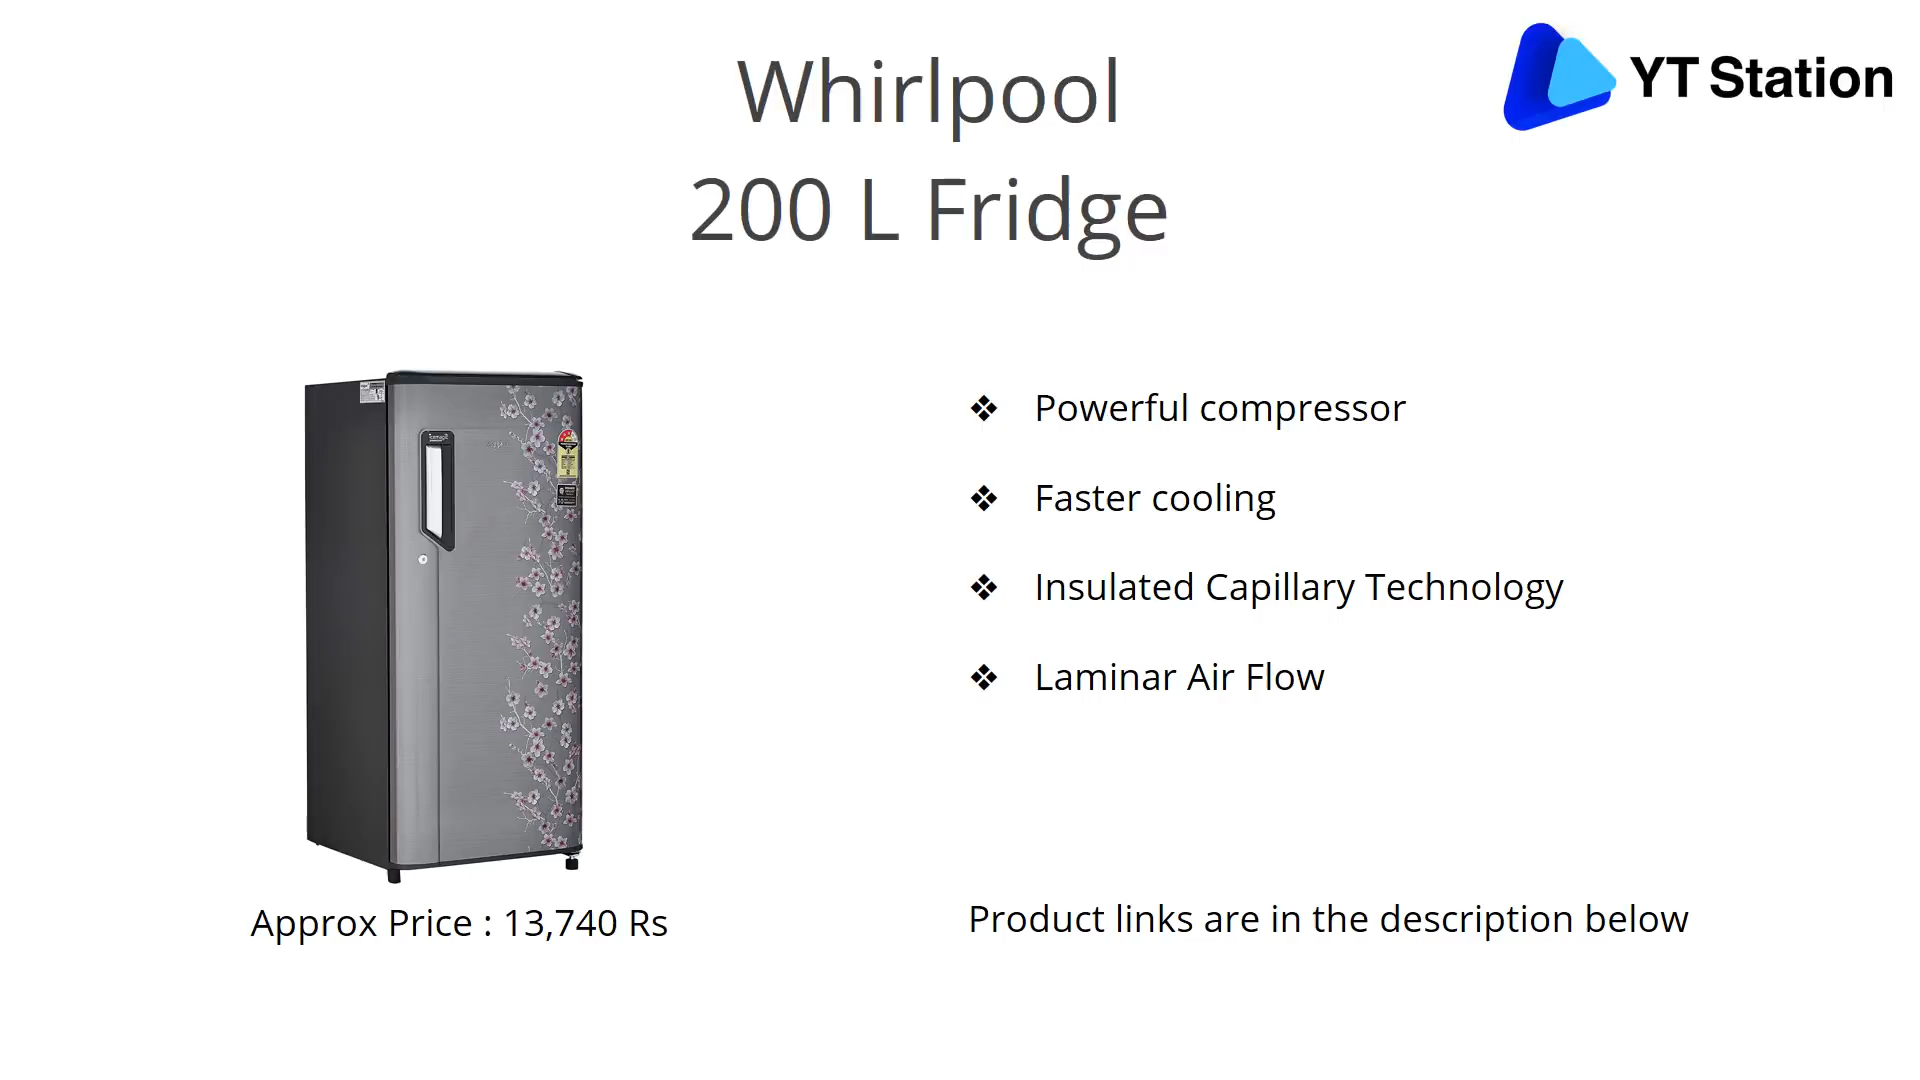 Whirlpool
200 L Fridge
YT Station
❖ Powerful compressor
❖ Faster cooling
❖ Insulated Capillary Technology
❖ Laminar Air Flow
Approx Price : 13,740 Rs
Product links are in the description below